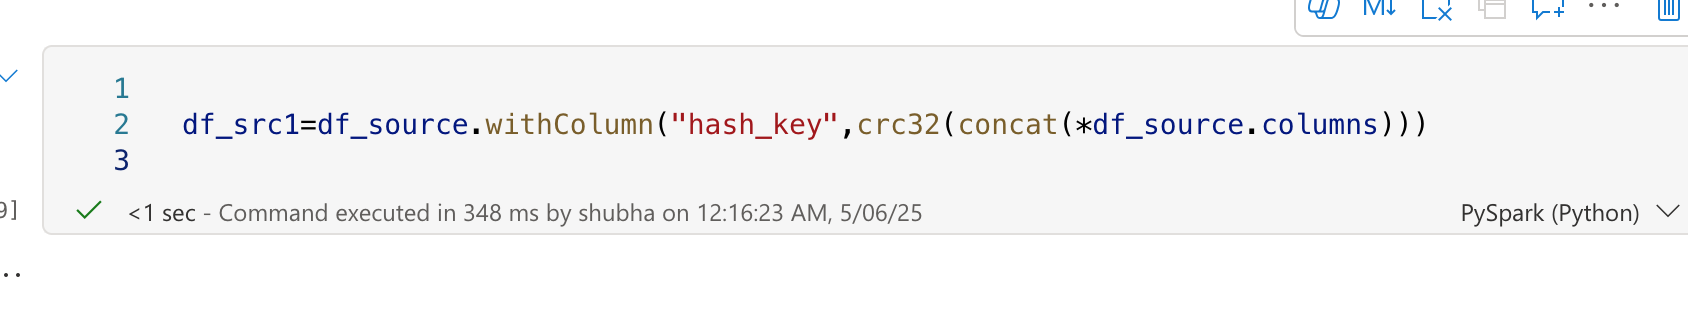 M↓
1
2 df_src1=df_source.withColumn("hash_key",crc32(concat(*df_source.columns)))
3
9]
<1 sec - Command executed in 348 ms by shubha on 12:16:23 AM, 5/06/25 PySpark (Python)